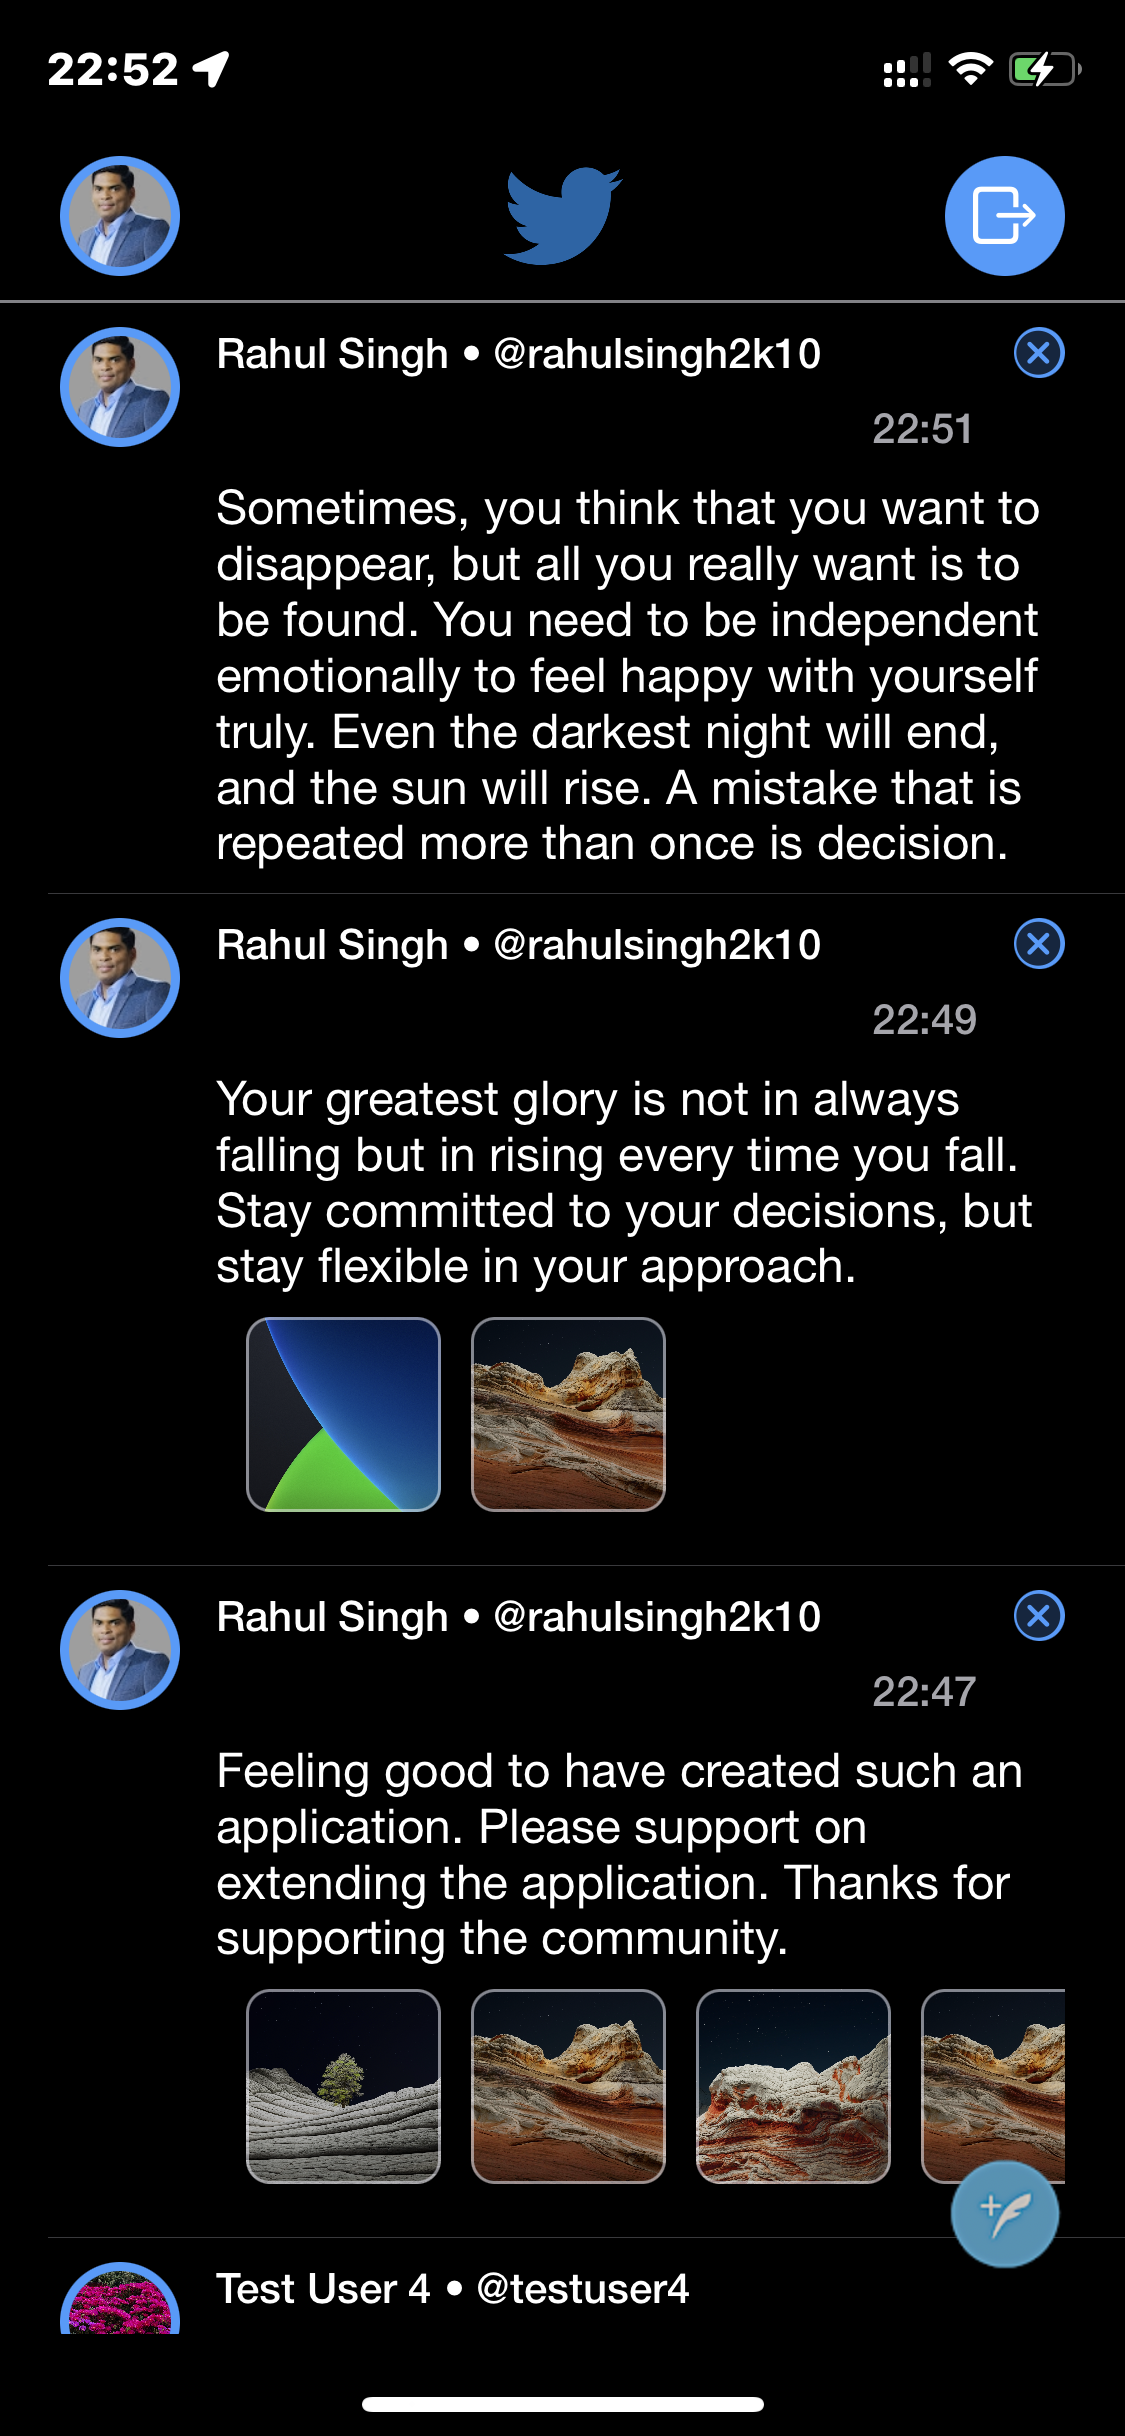 22:52
Rahul Singh • @rahulsingh2k10
22:51
Sometimes, you think that you want to
disappear, but all you really want is to
be found. You need to be independent
emotionally to feel happy with yourself
truly. Even the darkest night will end,
and the sun will rise. A mistake that is
repeated more than once is decision.
Rahul Singh • @rahulsingh2k10
22:49
Your greatest glory is not in always
falling but in rising every time you fall.
Stay committed to your decisions, but
stay flexible in your approach.
Rahul Singh • @rahulsingh2k10
22:47
Feeling good to have created such an
application. Please support on
extending the application. Thanks for
supporting the community.
Test User 4 • @testuser4